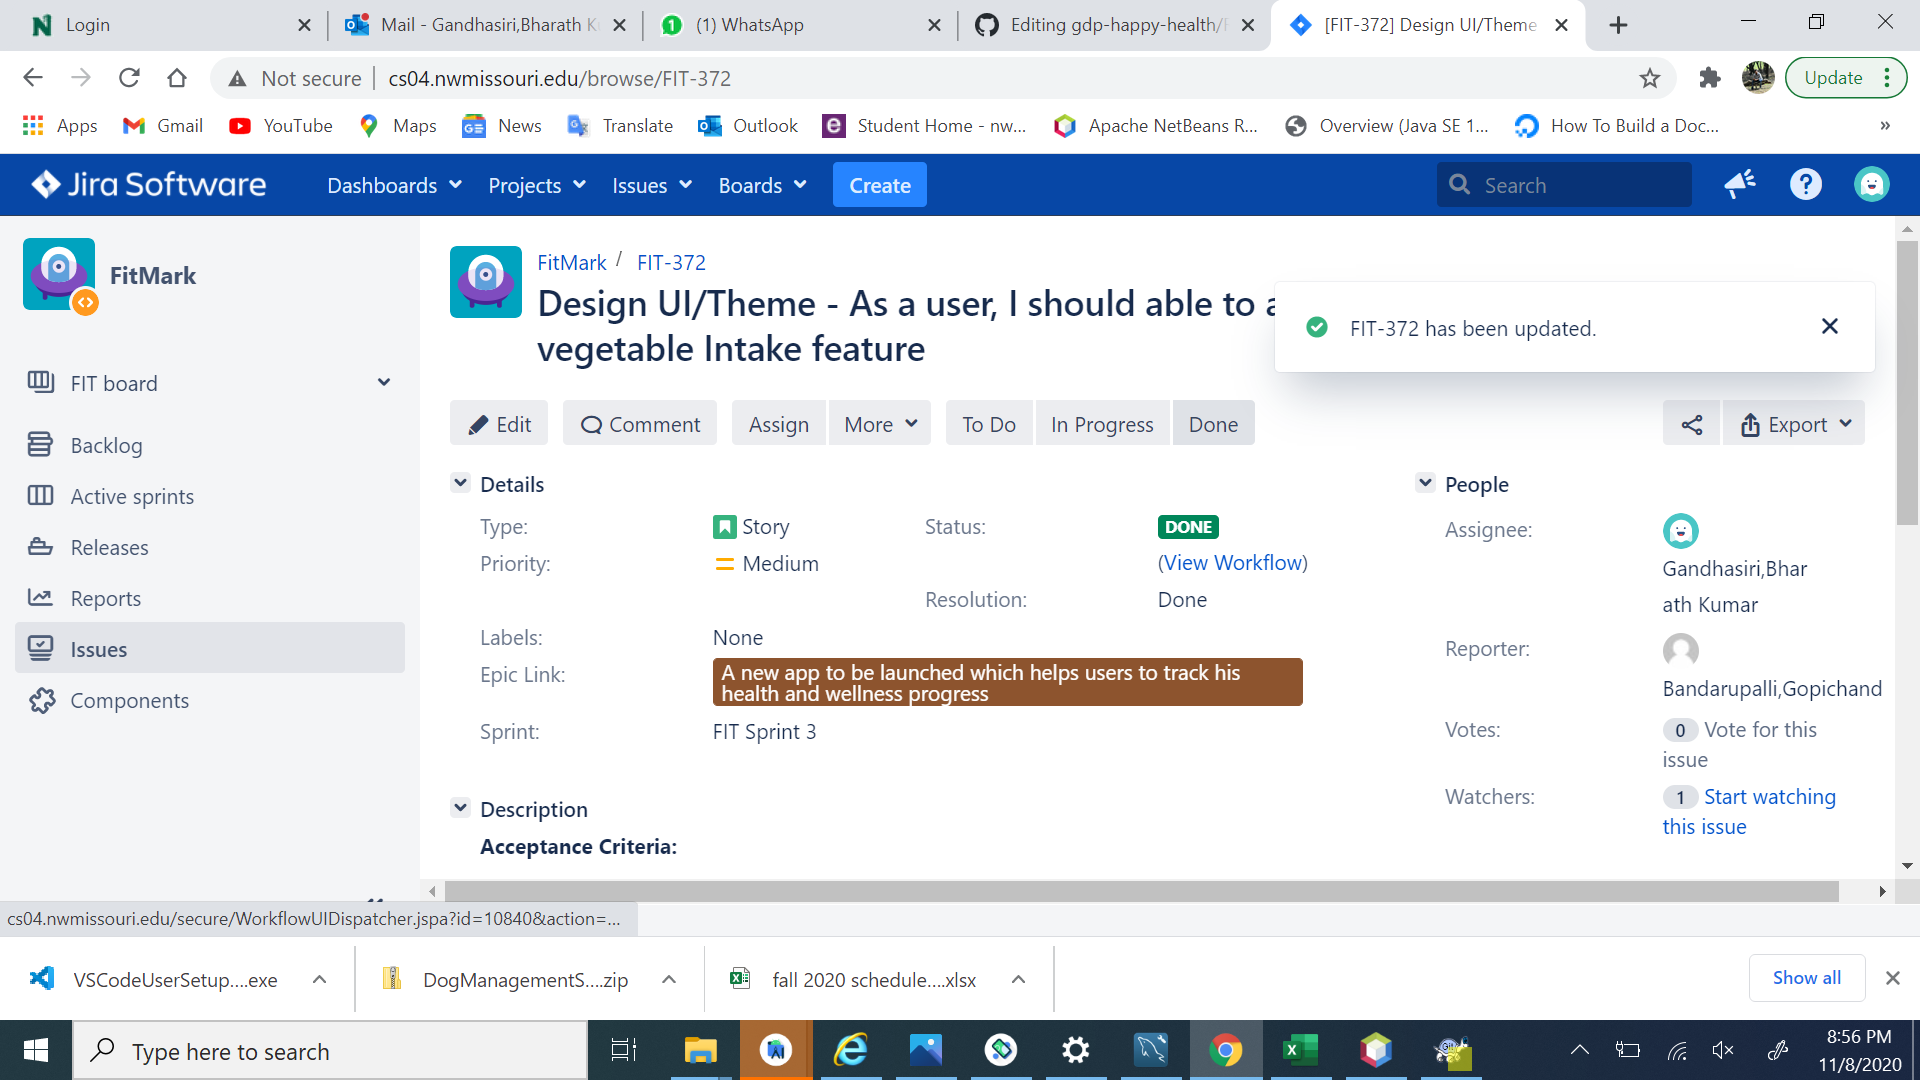 Login
Mail - Gandhasiri,Bharath K
(1) WhatsApp
Editing gdp-happy-health/
[FIT-372] Design UI/Theme
Not secure
cs04.nwmissouri.edu/browse/FIT-372
Update
Apps
Gmail
YouTube
Maps
News
Translate
Outlook
Student Home - nw...
Apache NetBeans R...
Overview (Java SE 1...
How To Build a Doc...
»
Jira Software
Dashboards
Projects
Issues
Boards
Create
Search
FitMark
FIT board
Backlog
Active sprints
Releases
Reports
Issues
Components
FitMark / FIT-372
Design UI/Theme - As a user, I should able to a
vegetable Intake feature
FIT-372 has been updated.
Edit
Comment
Assign
More
To Do
In Progress
Done
Export
Details
Type: Story
Status: DONE
(View Workflow)
Priority: Medium
Resolution: Done
Labels: None
Epic Link: A new app to be launched which helps users to track his
health and wellness progress
Sprint: FIT Sprint 3
Description
Acceptance Criteria:
People
Assignee:
Gandhasiri,Bhar
ath Kumar
Reporter:
Bandarupalli,Gopichand
Votes: 0 Vote for this
issue
Watchers: 1 Start watching
this issue
cs04.nwmissouri.edu/secure/WorkflowUIDispatcher.jspa?id=10840&action=...
VSCodeUserSetup....exe
DogManagementS....zip
fall 2020 schedule....xlsx
Show all
Type here to search
8:56 PM
11/8/2020